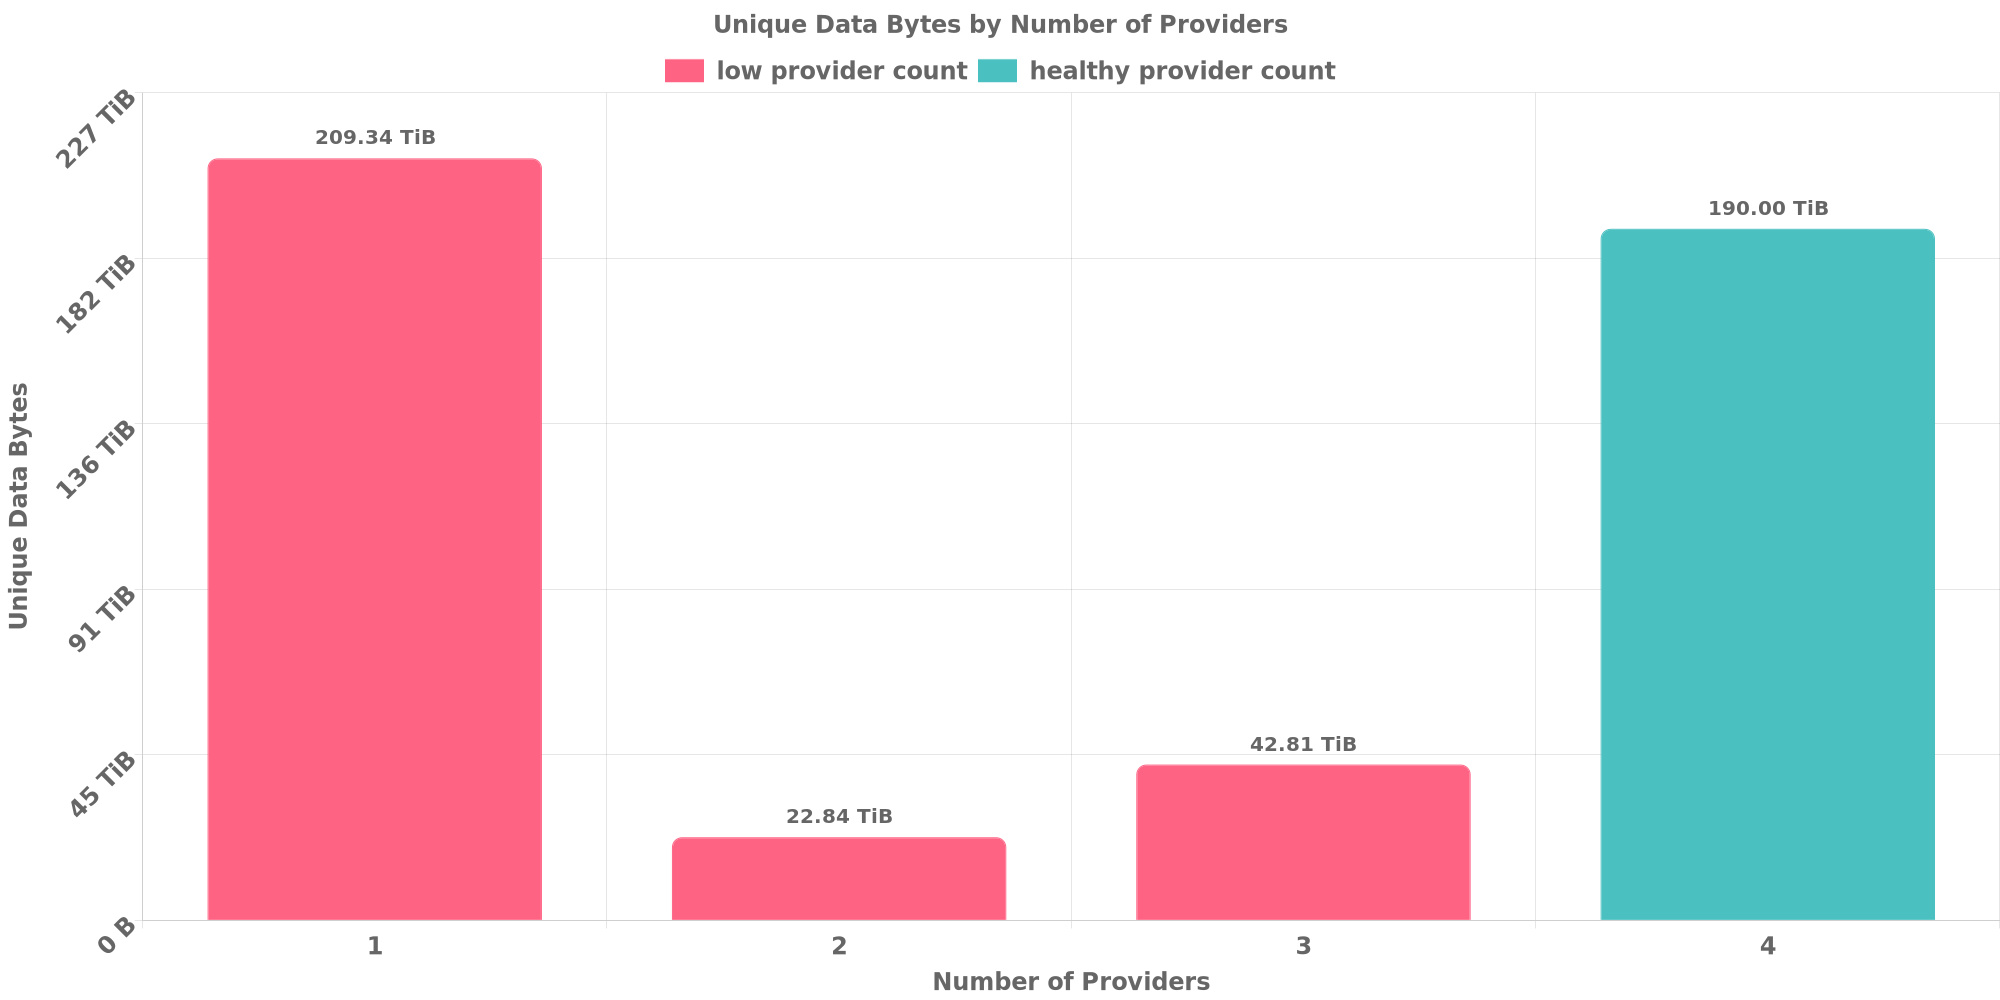 Unique Data Bytes by Number of Providers
low provider count healthy provider count
227 TiB
182 TiB
136 TiB
91 TiB
45 TiB
0 B
Unique Data Bytes
209.34 TiB
22.84 TiB
42.81 TiB
190.00 TiB
1 2 3 4
Number of Providers